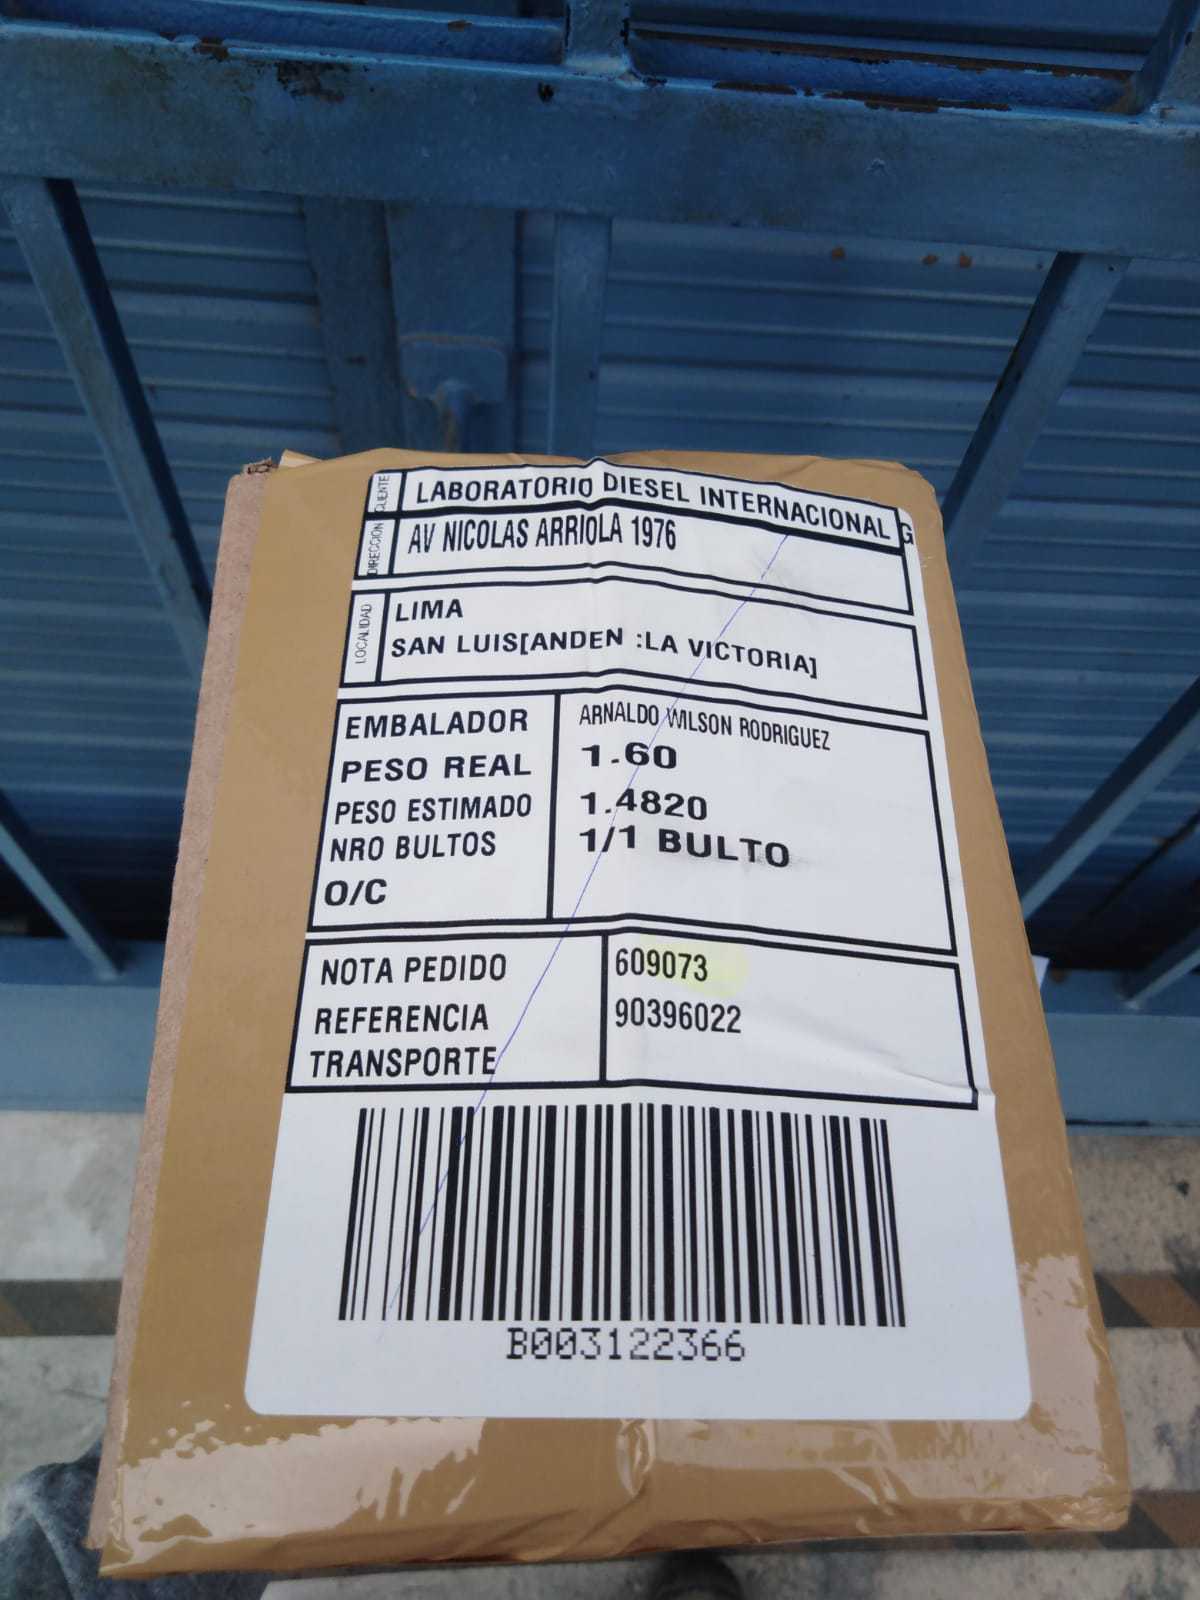 CLIENTE LABORATORIO DIESEL INTERNACIONAL G
DIRECCION AV NICOLAS ARRIOLA 1976
LOCALIDAD LIMA
SAN LUIS[ANDEN :LA VICTORIA]
EMBALADOR ARNALDO WILSON RODRIGUEZ
PESO REAL 1.60
PESO ESTIMADO 1.4820
NRO BULTOS 1/1 BULTO
O/C
NOTA PEDIDO 609073
REFERENCIA 90396022
TRANSPORTE
B003122366